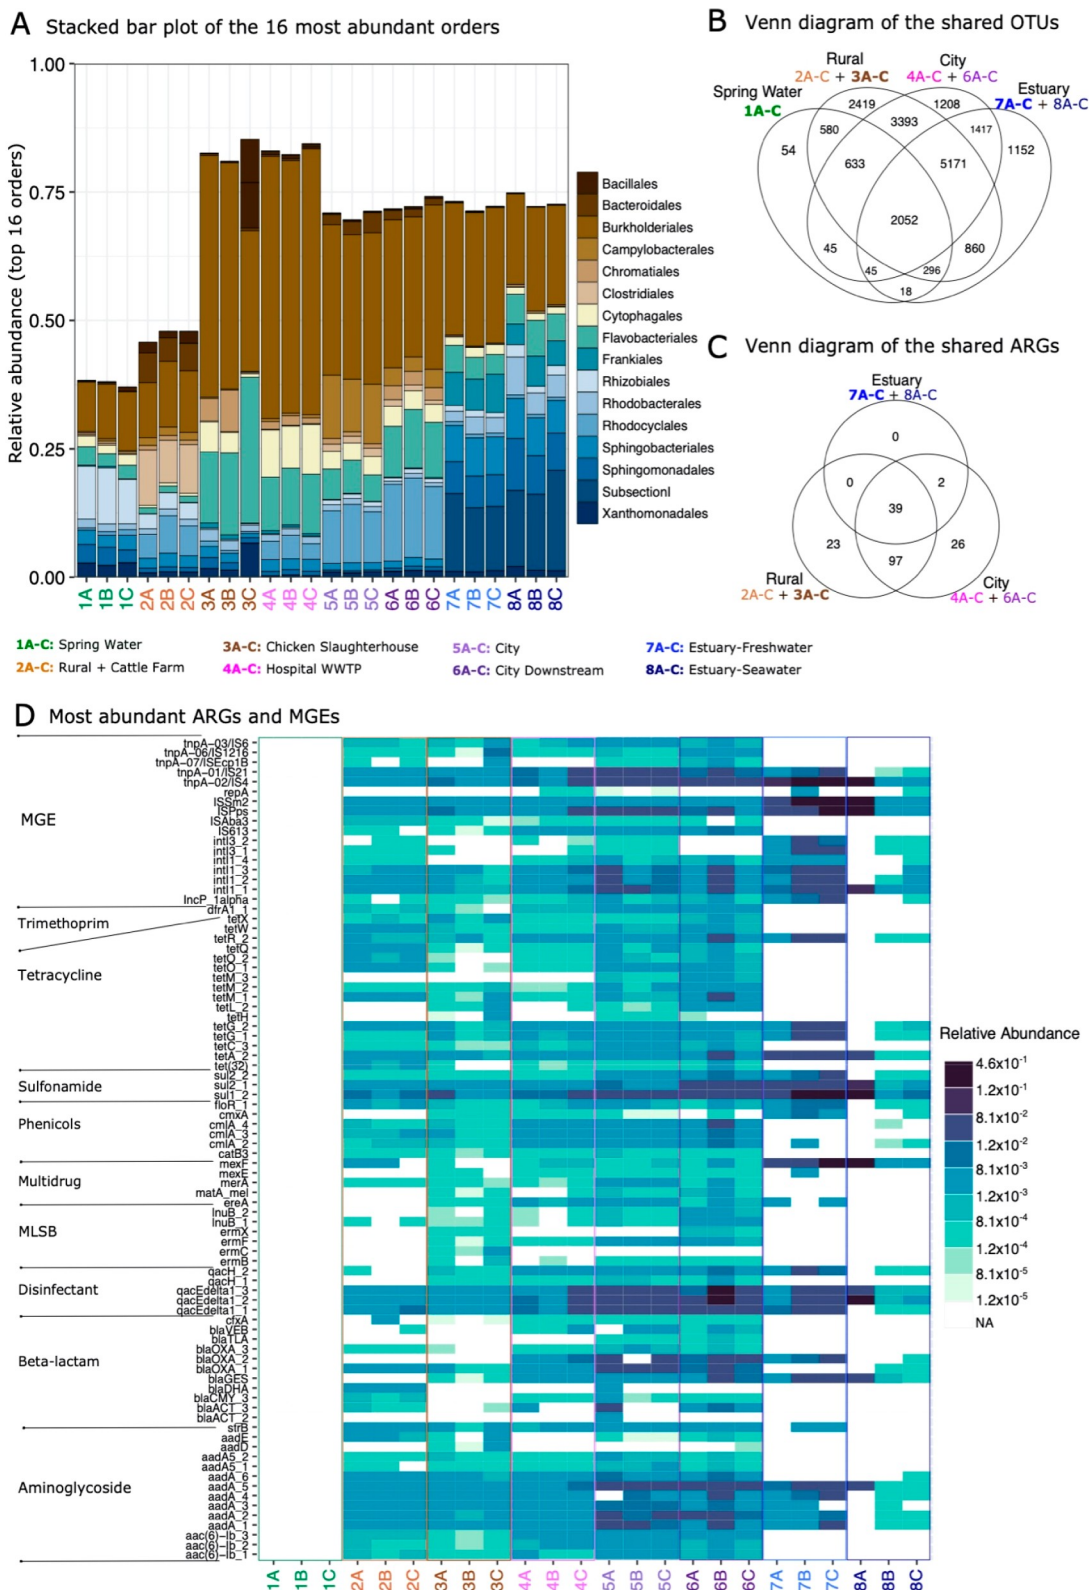 A Stacked bar plot of the 16 most abundant orders
Relative abundance (top 16 orders)
1.00
0.75
0.50
0.25
0.00
1A 1B 1C 2A 2B 2C 3A 3B 3C 4A 4B 4C 5A 5B 5C 6A 6B 6C 7A 7B 7C 8A 8B 8C
Bacillales
Bacteroidales
Burkholderiales
Campylobacterales
Chromatiales
Clostridiales
Cytophagales
Flavobacteriales
Frankiales
Rhizobiales
Rhodobacterales
Rhodocyclales
Sphingobacteriales
Sphingomonadales
SubsectionI
Xanthomonadales
B Venn diagram of the shared OTUs
Rural
2A-C + 3A-C
City
4A-C + 6A-C
Spring Water
1A-C
Estuary
7A-C + 8A-C
2419 1208
580 3393 1417
54 633 5171 1152
2052
45 860
45 296
18
C Venn diagram of the shared ARGs
Estuary
7A-C + 8A-C
0
0 2
39
23 26
97
Rural
2A-C + 3A-C
City
4A-C + 6A-C
1A-C: Spring Water
2A-C: Rural + Cattle Farm
3A-C: Chicken Slaughterhouse
4A-C: Hospital WWTP
5A-C: City
6A-C: City Downstream
7A-C: Estuary-Freshwater
8A-C: Estuary-Seawater
D Most abundant ARGs and MGEs
MGE
Trimethoprim
Tetracycline
Sulfonamide
Phenicols
Multidrug
MLSB
Disinfectant
Beta-lactam
Aminoglycoside
tnpA-03/IS6
tnpA-06/IS1216
tnpA-07/ISEcp1B
tnpA-01/IS21
tnpA-02/IS4
repA
ISSm2
ISPps
ISAba3
IS613
intI3_2
intI3_1
intI1_4
intI1_3
intI1_2
intI1_1
IncP_1alpha
dfrA1_1
tetX
tetW
tetR_2
tetQ
tetO_2
tetO_1
tetM_3
tetM_2
tetM_1
tetL_2
tetH
tetG_2
tetG_1
tetC_3
tetA_2
tet(32)
sul2_2
sul2_1
sul1_2
floR_1
cmxA
cmlA_4
cmlA_3
cmlA_2
catB3
mexF
mexE
merA
matA_mel
ereA
lnuB_2
lnuB_1
ermX
ermF
ermC
ermB
qacH_2
qacH_1
qacEdelta1_3
qacEdelta1_2
qacEdelta1_1
cfxA
blaVEB
blaTLA
blaOXA_3
blaOXA_2
blaOXA_1
blaGES
blaDHA
blaCMY_3
blaACT_3
blaACT_2
strB
aadE
aadD
aadA5_2
aadA5_1
aadA_6
aadA_5
aadA_4
aadA_3
aadA_2
aadA_1
aac(6)-Ib_3
aac(6)-Ib_2
aac(6)-Ib_1
1A 1B 1C 2A 2B 2C 3A 3B 3C 4A 4B 4C 5A 5B 5C 6A 6B 6C 7A 7B 7C 8A 8B 8C
Relative Abundance
4.6x10⁻¹
1.2x10⁻¹
8.1x10⁻²
1.2x10⁻²
8.1x10⁻³
1.2x10⁻³
8.1x10⁻⁴
1.2x10⁻⁴
8.1x10⁻⁵
1.2x10⁻⁵
NA